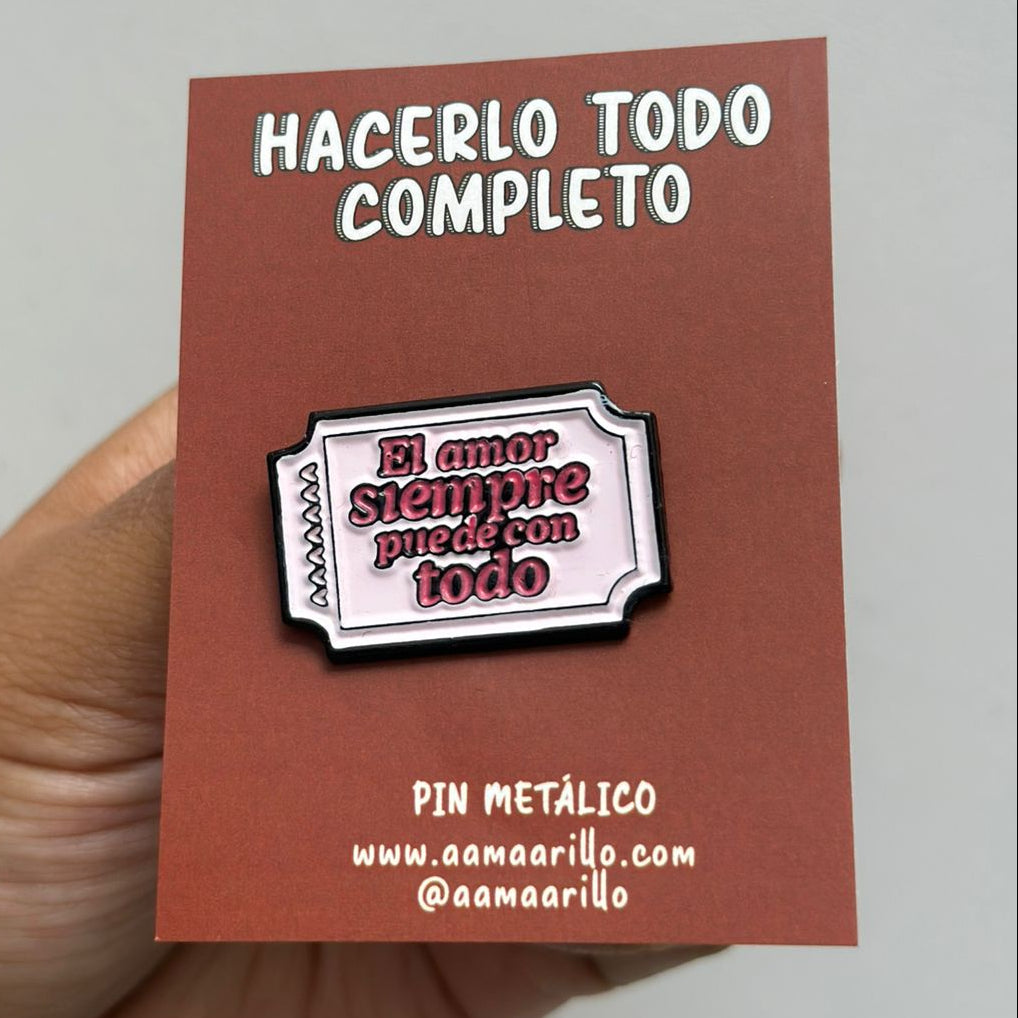 HACERLO TODO
COMPLETO
El amor
siempre
puede con
todo
PIN METÁLICO
www.aamaarillo.com
@aamaarillo